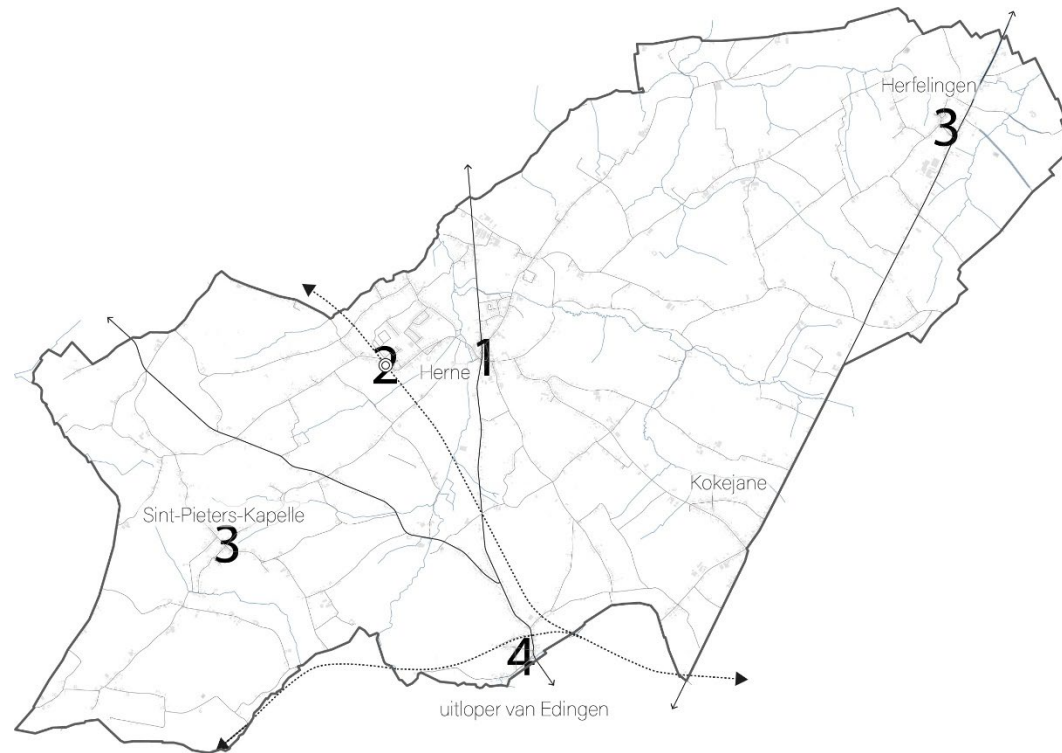 Herfelingen
3
2
Herne
1
Kokejane
Sint-Pieters-Kapelle
3
4
uitloper van Edingen